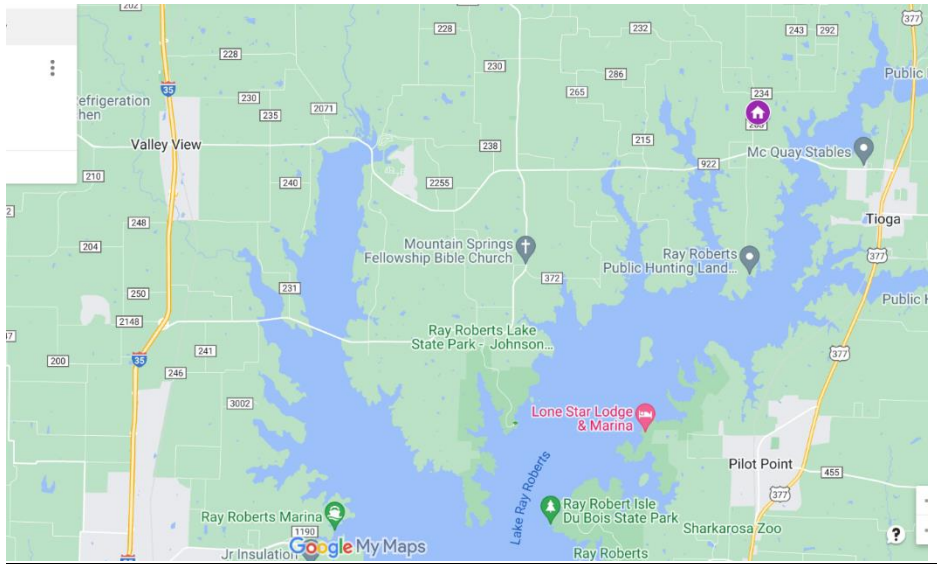 202
228
232
243
292
377
228
230
286
35
265
234
Public
efrigeration
hen
230
235
2071
Valley View
238
215
922
Mc Quay Stables
210
240
2255
Tioga
248
204
Mountain Springs
Fellowship Bible Church
Ray Roberts
Public Hunting Land...
377
372
231
250
2148
Public
Ray Roberts Lake
State Park - Johnson...
241
200
35
377
246
3002
Lone Star Lodge
& Marina
Pilot Point
455
Lake Ray Roberts
377
Ray Roberts Marina
Ray Robert Isle
Du Bois State Park
Sharkarosa Zoo
1190
Jr Insulation
Google My Maps
Ray Roberts
?